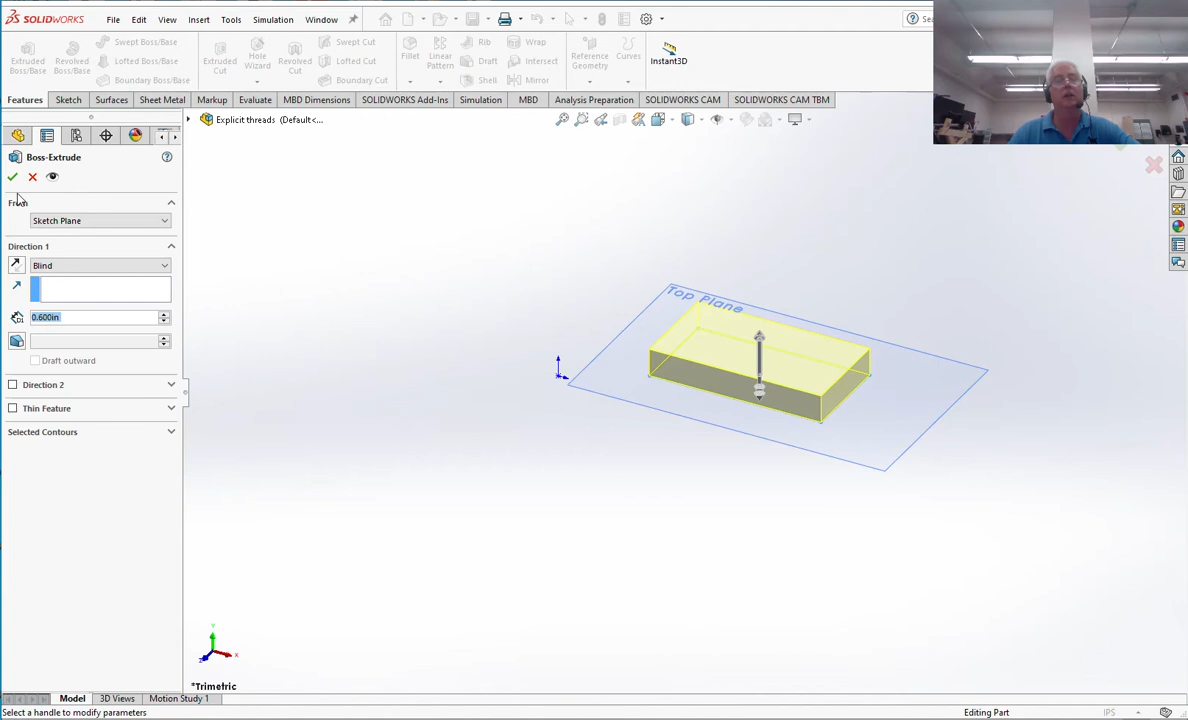 SOLIDWORKS File Edit View Insert Tools Simulation Window Sea
Extruded Boss/Base
Revolved Boss/Base
Swept Boss/Base
Lofted Boss/Base
Boundary Boss/Base
Extruded Cut
Hole Wizard
Revolved Cut
Swept Cut
Lofted Cut
Boundary Cut
Fillet
Linear Pattern
Rib
Draft
Shell
Wrap
Intersect
Mirror
Reference Geometry
Curves
Instant3D
Features Sketch Surfaces Sheet Metal Markup Evaluate MBD Dimensions SOLIDWORKS Add-Ins Simulation MBD Analysis Preparation SOLIDWORKS CAM SOLIDWORKS CAM TBM
Explicit threads (Default<...
Boss-Extrude
From
Sketch Plane
Direction 1
Blind
0.600in
Draft outward
Direction 2
Thin Feature
Selected Contours
Top Plane
Y
X
Z
*Trimetric
Model 3D Views Motion Study 1
Select a handle to modify parameters Editing Part IPS